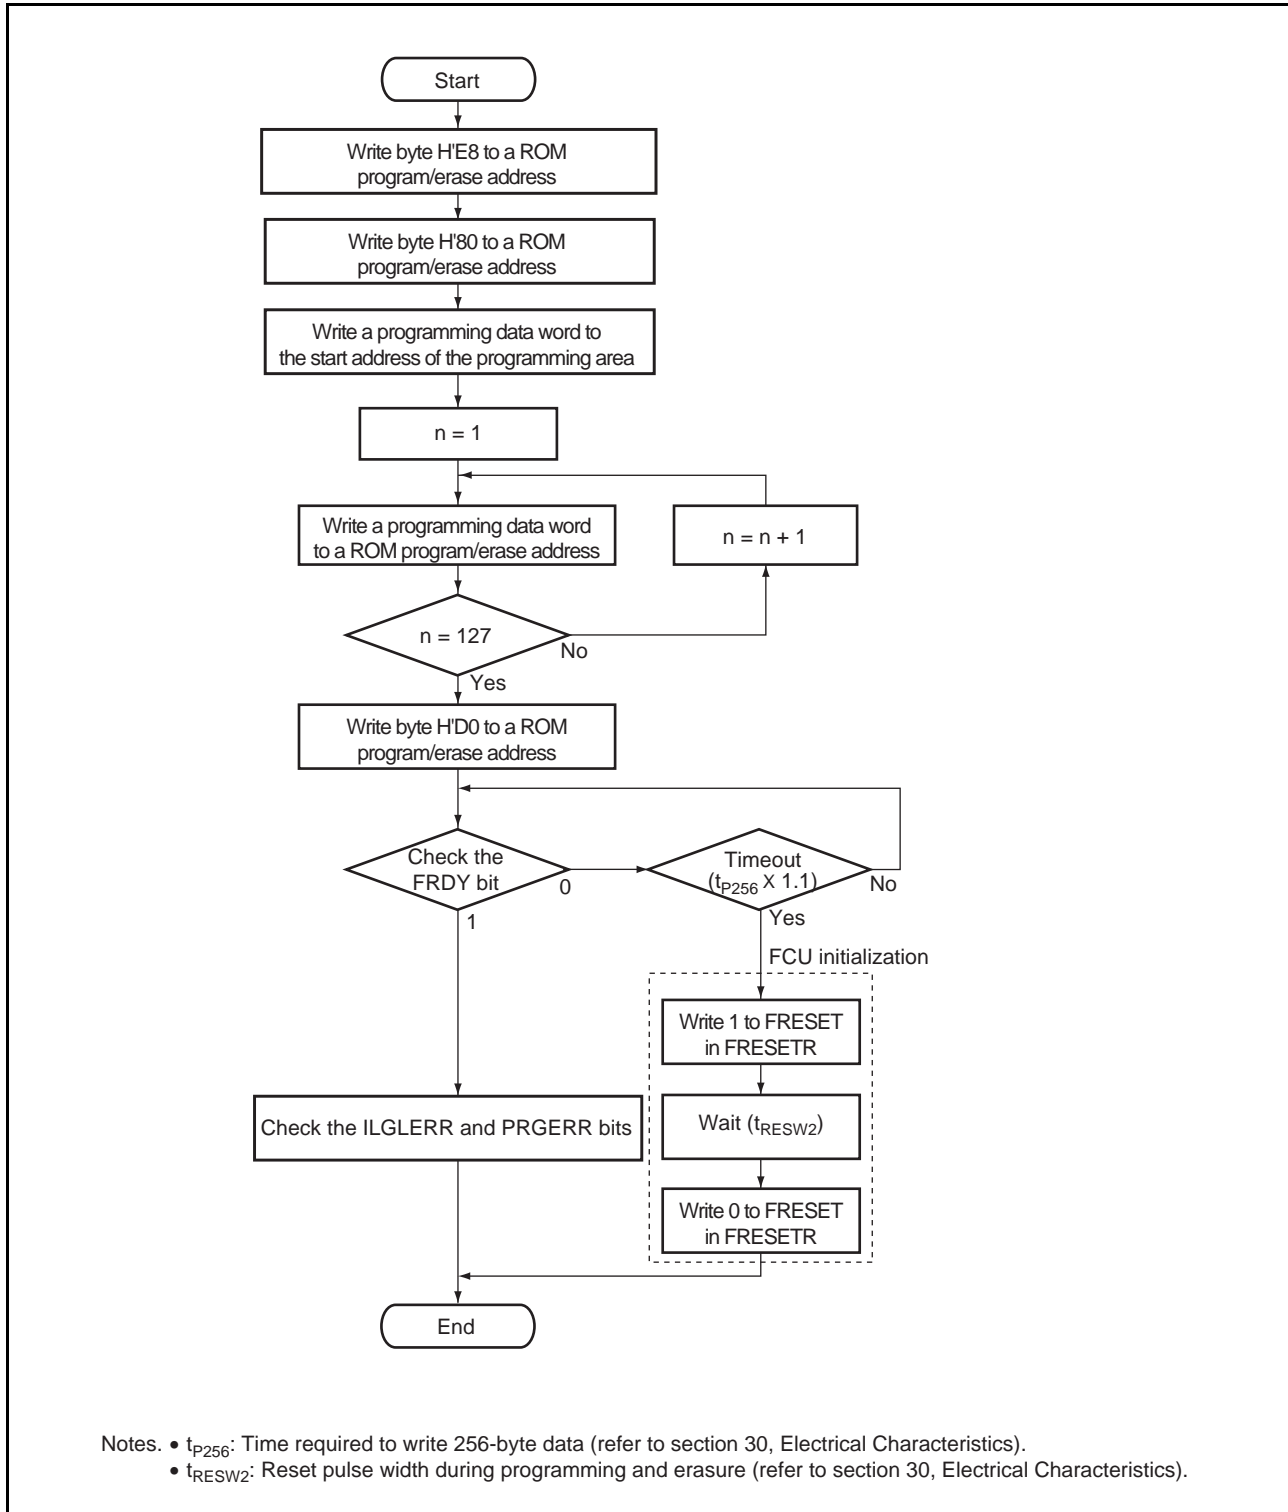 Start
Write byte H'E8 to a ROM
program/erase address
Write byte H'80 to a ROM
program/erase address
Write a programming data word to
the start address of the programming area
n = 1
Write a programming data word
to a ROM program/erase address
n = n + 1
n = 127
No
Yes
Write byte H'D0 to a ROM
program/erase address
Check the
FRDY bit
0
1
Timeout
(tP256 X 1.1)
No
Yes
FCU initialization
Write 1 to FRESET
in FRESETR
Wait (tRESW2)
Write 0 to FRESET
in FRESETR
Check the ILGLERR and PRGERR bits
End
Notes. • tP256: Time required to write 256-byte data (refer to section 30, Electrical Characteristics).
• tRESW2: Reset pulse width during programming and erasure (refer to section 30, Electrical Characteristics).